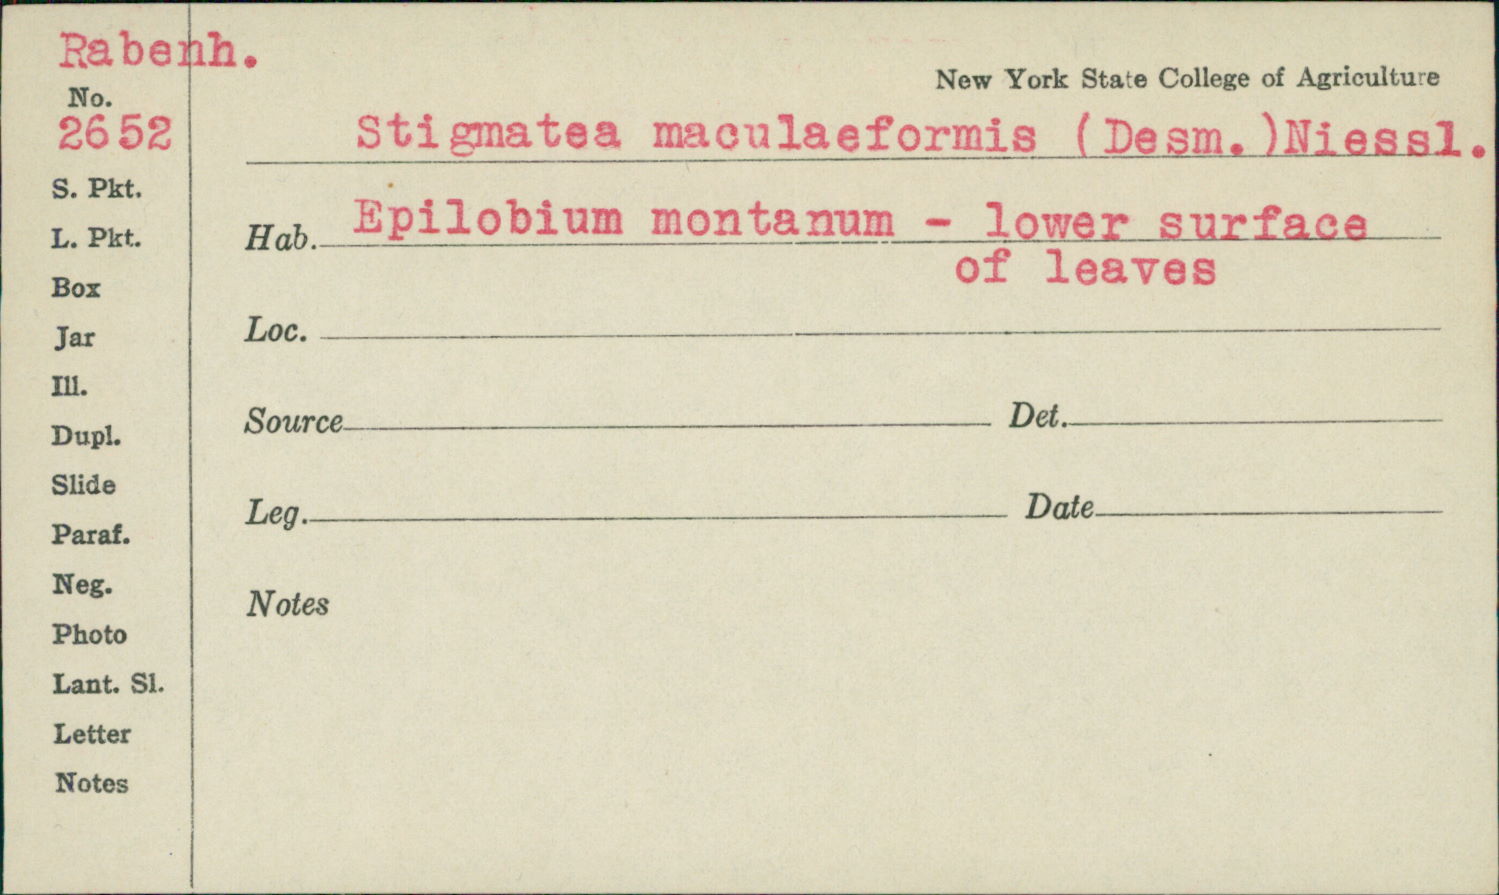 Rabenh.
New York State College of Agriculture
No.
2652
Stigmatea maculaeformis (Desm.)Niessl.
S. Pkt.
L. Pkt.
Hab. Epilobium montanum - lower surface
of leaves
Box
Loc.
Jar
Ill.
Source
Det.
Dupl.
Slide
Leg.
Date
Paraf.
Neg.
Notes
Photo
Lant. Sl.
Letter
Notes